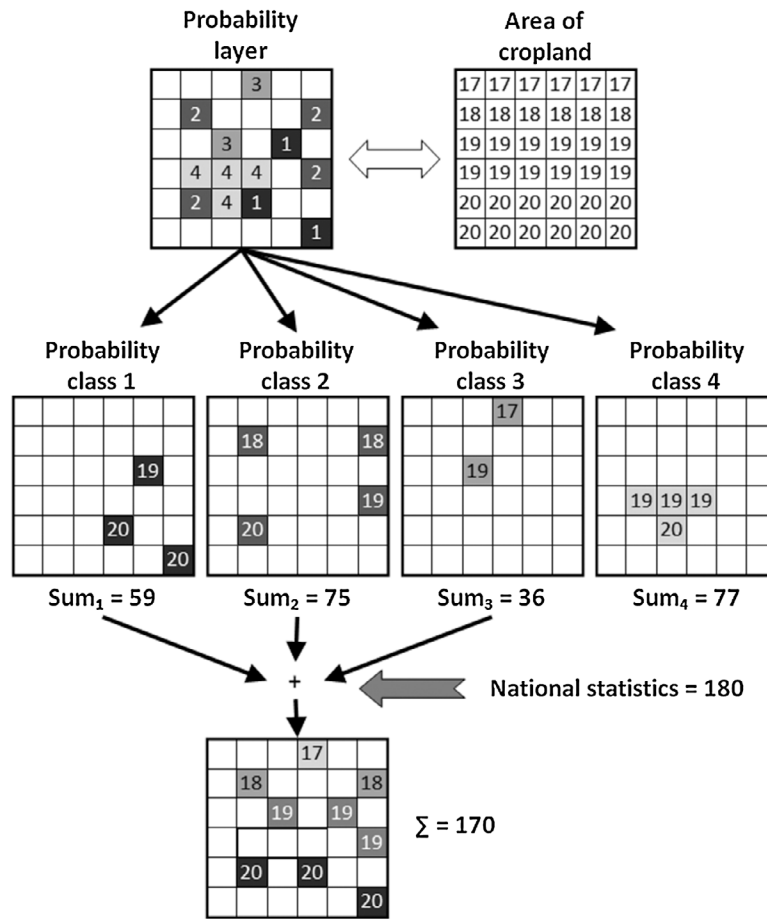 Probability layer
Area of cropland
3
2 2
3 1
4 4 4 2
2 4 1
1
17 17 17 17 17 17
18 18 18 18 18 18
19 19 19 19 19 19
19 19 19 19 19 19
20 20 20 20 20 20
20 20 20 20 20 20
Probability class 1
Probability class 2
Probability class 3
Probability class 4
19
20
20
18 18
19
20
17
19
19 19 19
20
Sum₁ = 59
Sum₂ = 75
Sum₃ = 36
Sum₄ = 77
+
National statistics = 180
17
18 18
19 19
19
20 20
20
∑ = 170